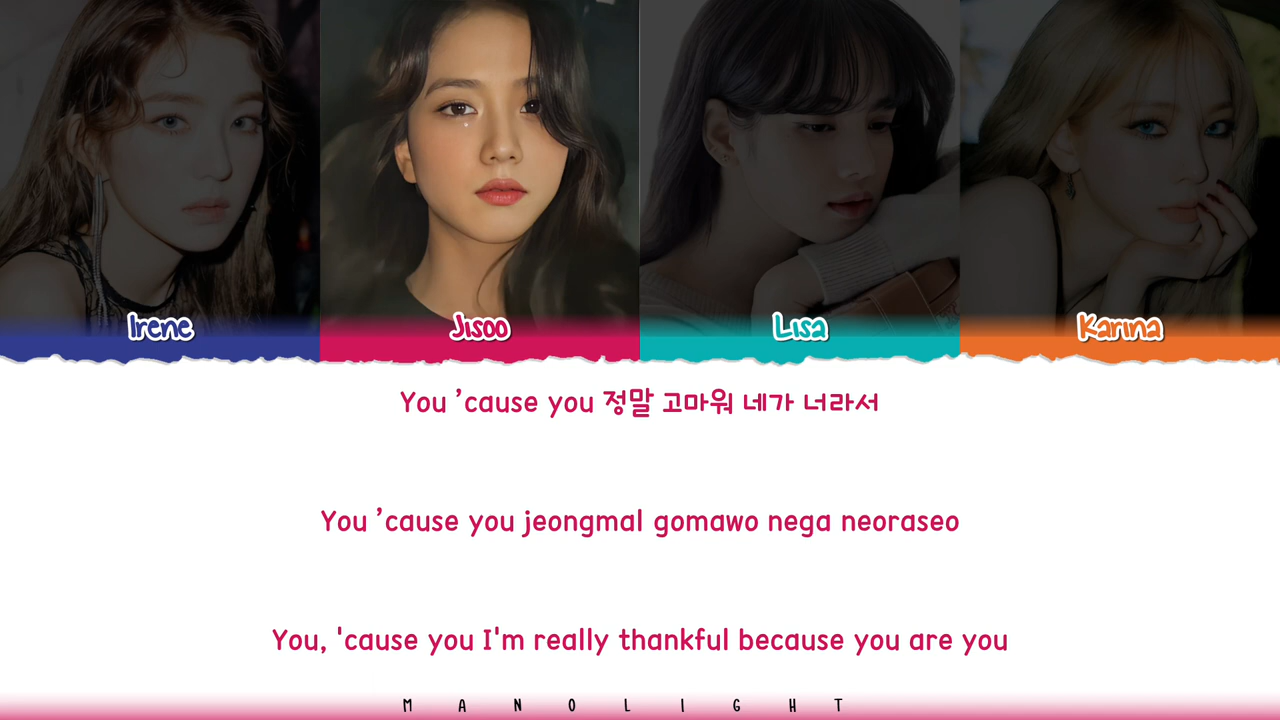 Irene
Jisoo
Lisa
Karina
You ’cause you 정말 고마워 네가 너라서
You ’cause you jeongmal gomawo nega neoraseo
You, 'cause you I'm really thankful because you are you
M A N O L I G H T